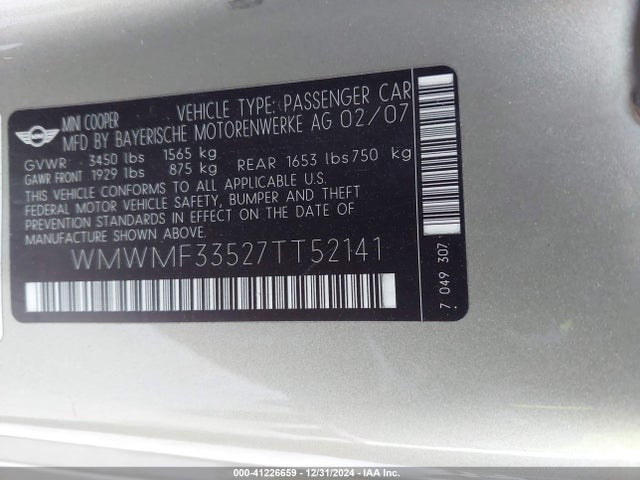 MINI COOPER VEHICLE TYPE: PASSENGER CAR
MFD BY BAYERISCHE MOTORENWERKE AG 02/07
GVWR 3450 lbs 1565 kg
GAWR FRONT 1929 lbs 875 kg REAR 1653 lbs 750 kg
THIS VEHICLE CONFORMS TO ALL APPLICABLE U.S.
FEDERAL MOTOR VEHICLE SAFETY, BUMPER AND THEFT
PREVENTION STANDARDS IN EFFECT ON THE DATE OF
MANUFACTURE SHOWN ABOVE.
WMWMF33527TT52141
7 049 307
000-41226659 • 12/31/2024 • IAA Inc.